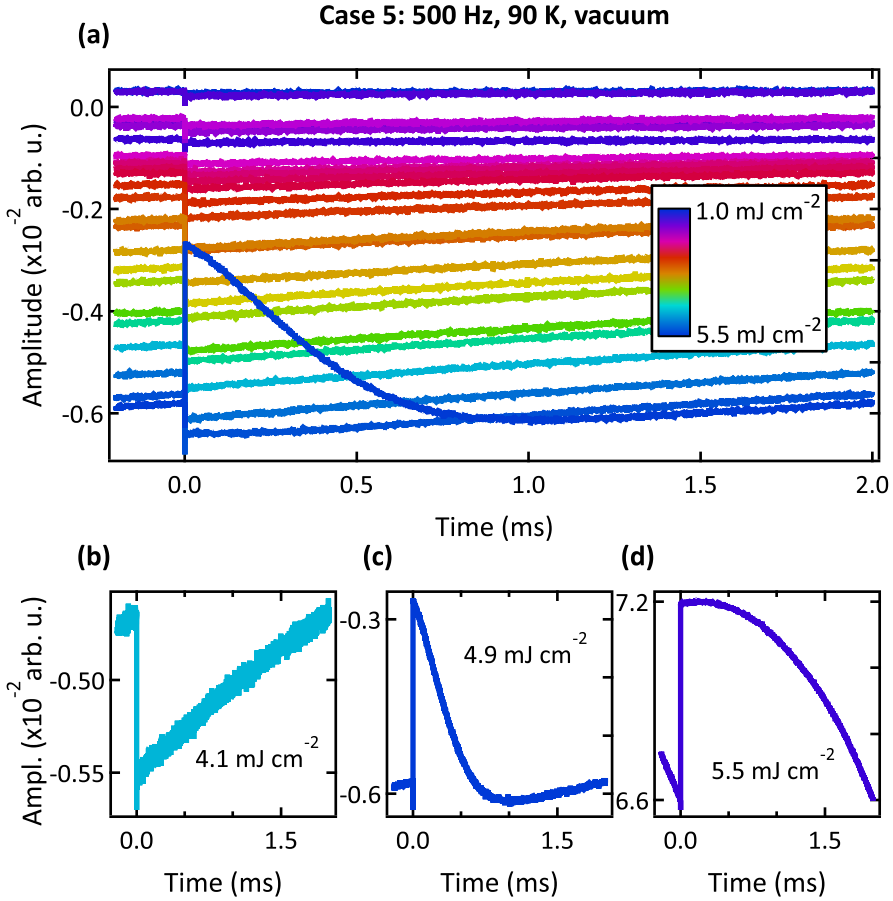 Case 5: 500 Hz, 90 K, vacuum
(a)
Amplitude (x10⁻² arb. u.)
0.0
-0.2
-0.4
-0.6
1.0 mJ cm⁻²
5.5 mJ cm⁻²
0.0 0.5 1.0 1.5 2.0
Time (ms)
(b) (c) (d)
Ampl. (x10⁻² arb. u.)
-0.50
-0.55
4.1 mJ cm⁻²
0.0 1.5
Time (ms)
-0.3
-0.6
4.9 mJ cm⁻²
0.0 1.5
Time (ms)
7.2
6.6
5.5 mJ cm⁻²
0.0 1.5
Time (ms)